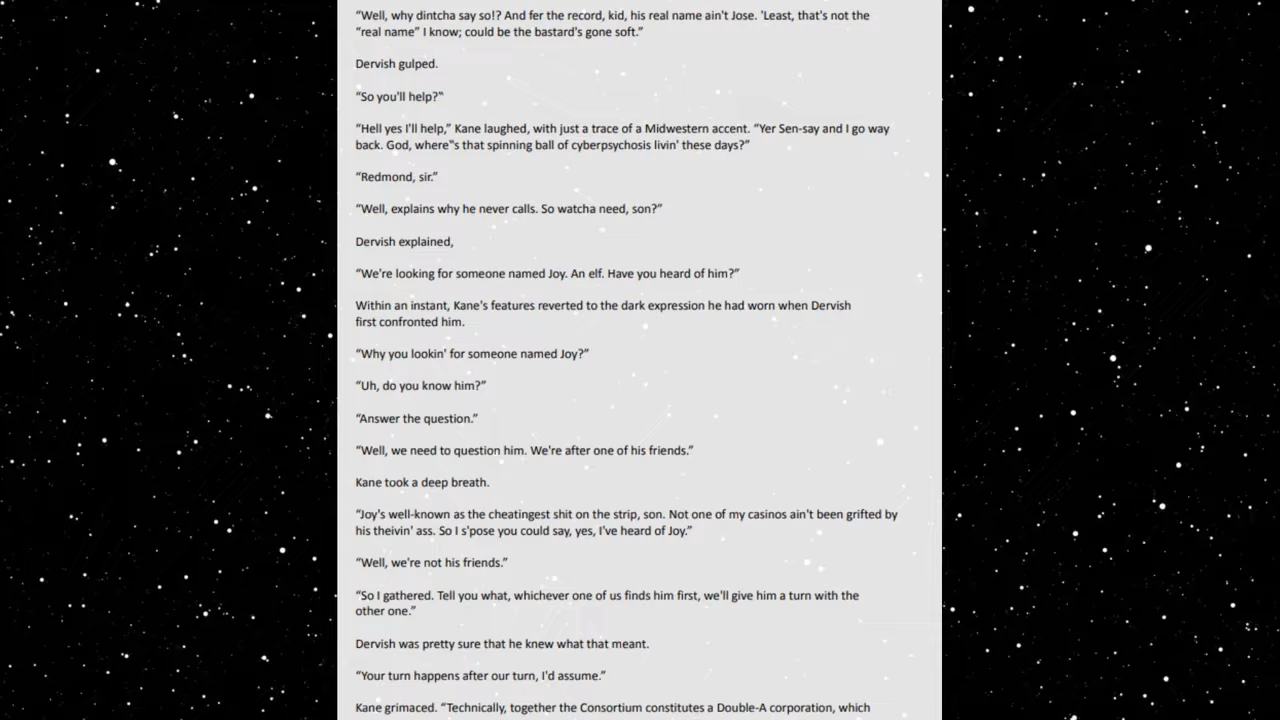 “Well, why dintcha say so!? And fer the record, kid, his real name ain't Jose. 'Least, that's not the
“real name” I know; could be the bastard's gone soft.”
Dervish gulped.
“So you'll help?‟
“Hell yes I'll help,” Kane laughed, with just a trace of a Midwestern accent. “Yer Sen-say and I go way
back. God, where‟s that spinning ball of cyberpsychosis livin' these days?”
“Redmond, sir.”
“Well, explains why he never calls. So watcha need, son?”
Dervish explained,
“We're looking for someone named Joy. An elf. Have you heard of him?”
Within an instant, Kane's features reverted to the dark expression he had worn when Dervish
first confronted him.
“Why you lookin' for someone named Joy?”
“Uh, do you know him?”
“Answer the question.”
“Well, we need to question him. We're after one of his friends.”
Kane took a deep breath.
“Joy's well-known as the cheatingest shit on the strip, son. Not one of my casinos ain't been grifted by
his theivin' ass. So I s'pose you could say, yes, I've heard of Joy.”
“Well, we're not his friends.”
“So I gathered. Tell you what, whichever one of us finds him first, we'll give him a turn with the
other one.”
Dervish was pretty sure that he knew what that meant.
“Your turn happens after our turn, I'd assume.”
Kane grimaced. “Technically, together the Consortium constitutes a Double-A corporation, which